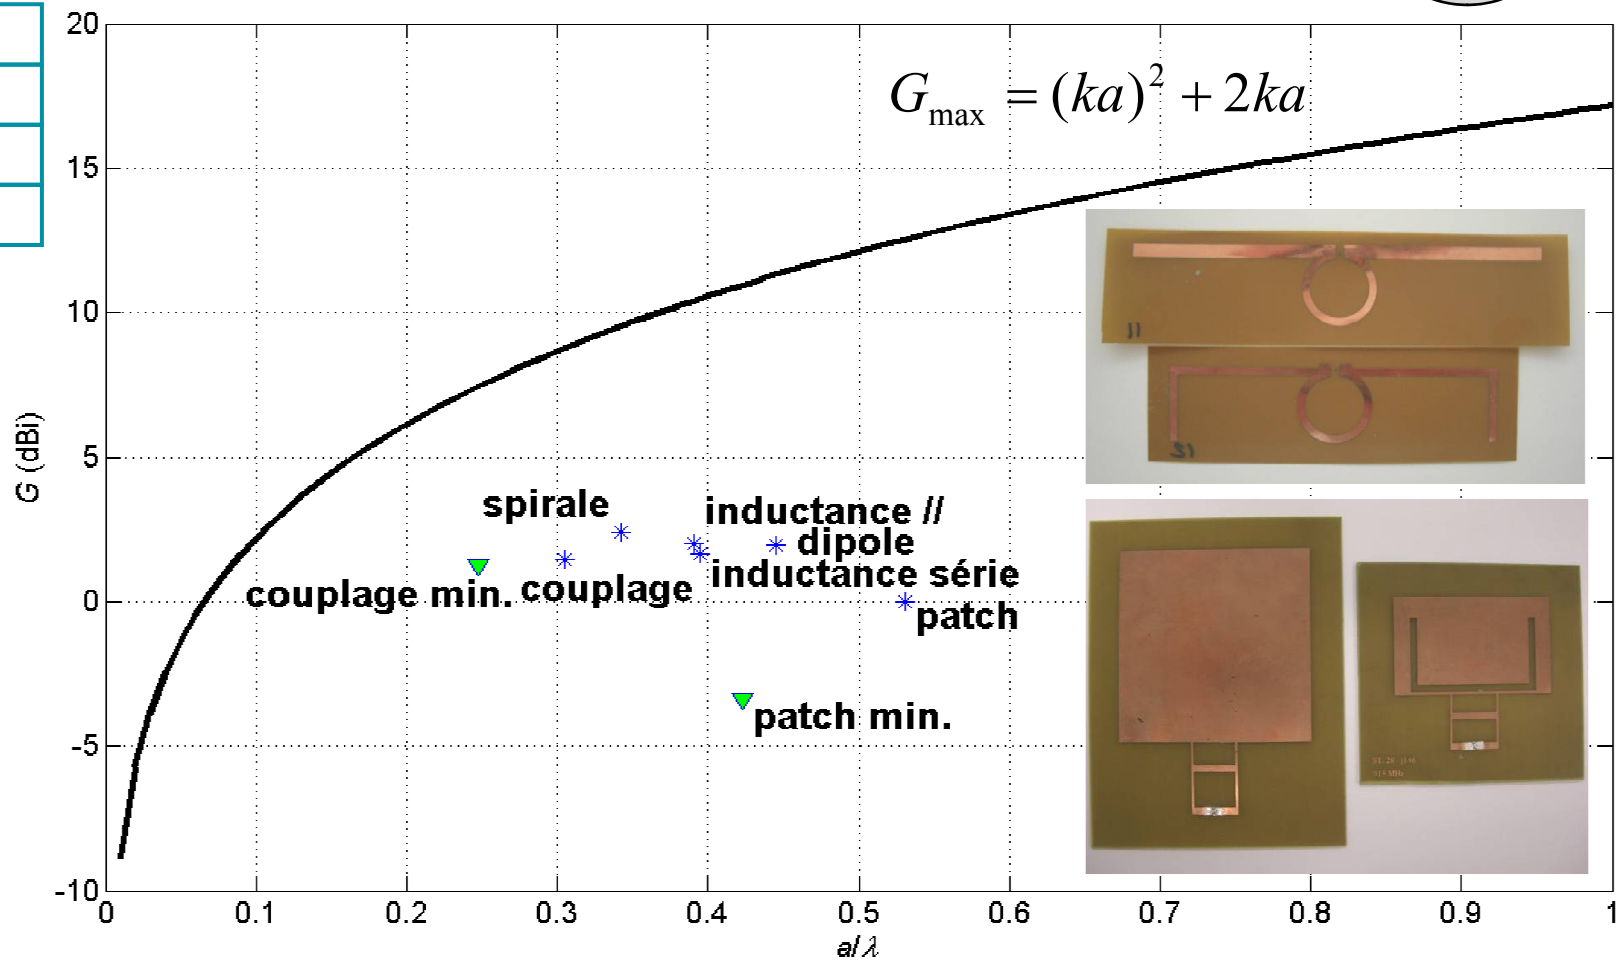 20
15
10
5
0
-5
-10
G (dBi)
G_max = (ka)² + 2ka
spirale
inductance //
dipole
inductance série
couplage min.
couplage
patch
patch min.
11
0
0.1
0.2
0.3
0.4
0.5
0.6
0.7
0.8
0.9
1
a/λ